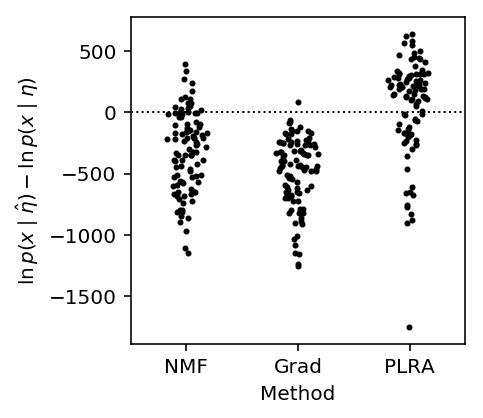 ln p(x | η̂) − ln p(x | η)
500
0
−500
−1000
−1500
NMF Grad PLRA
Method